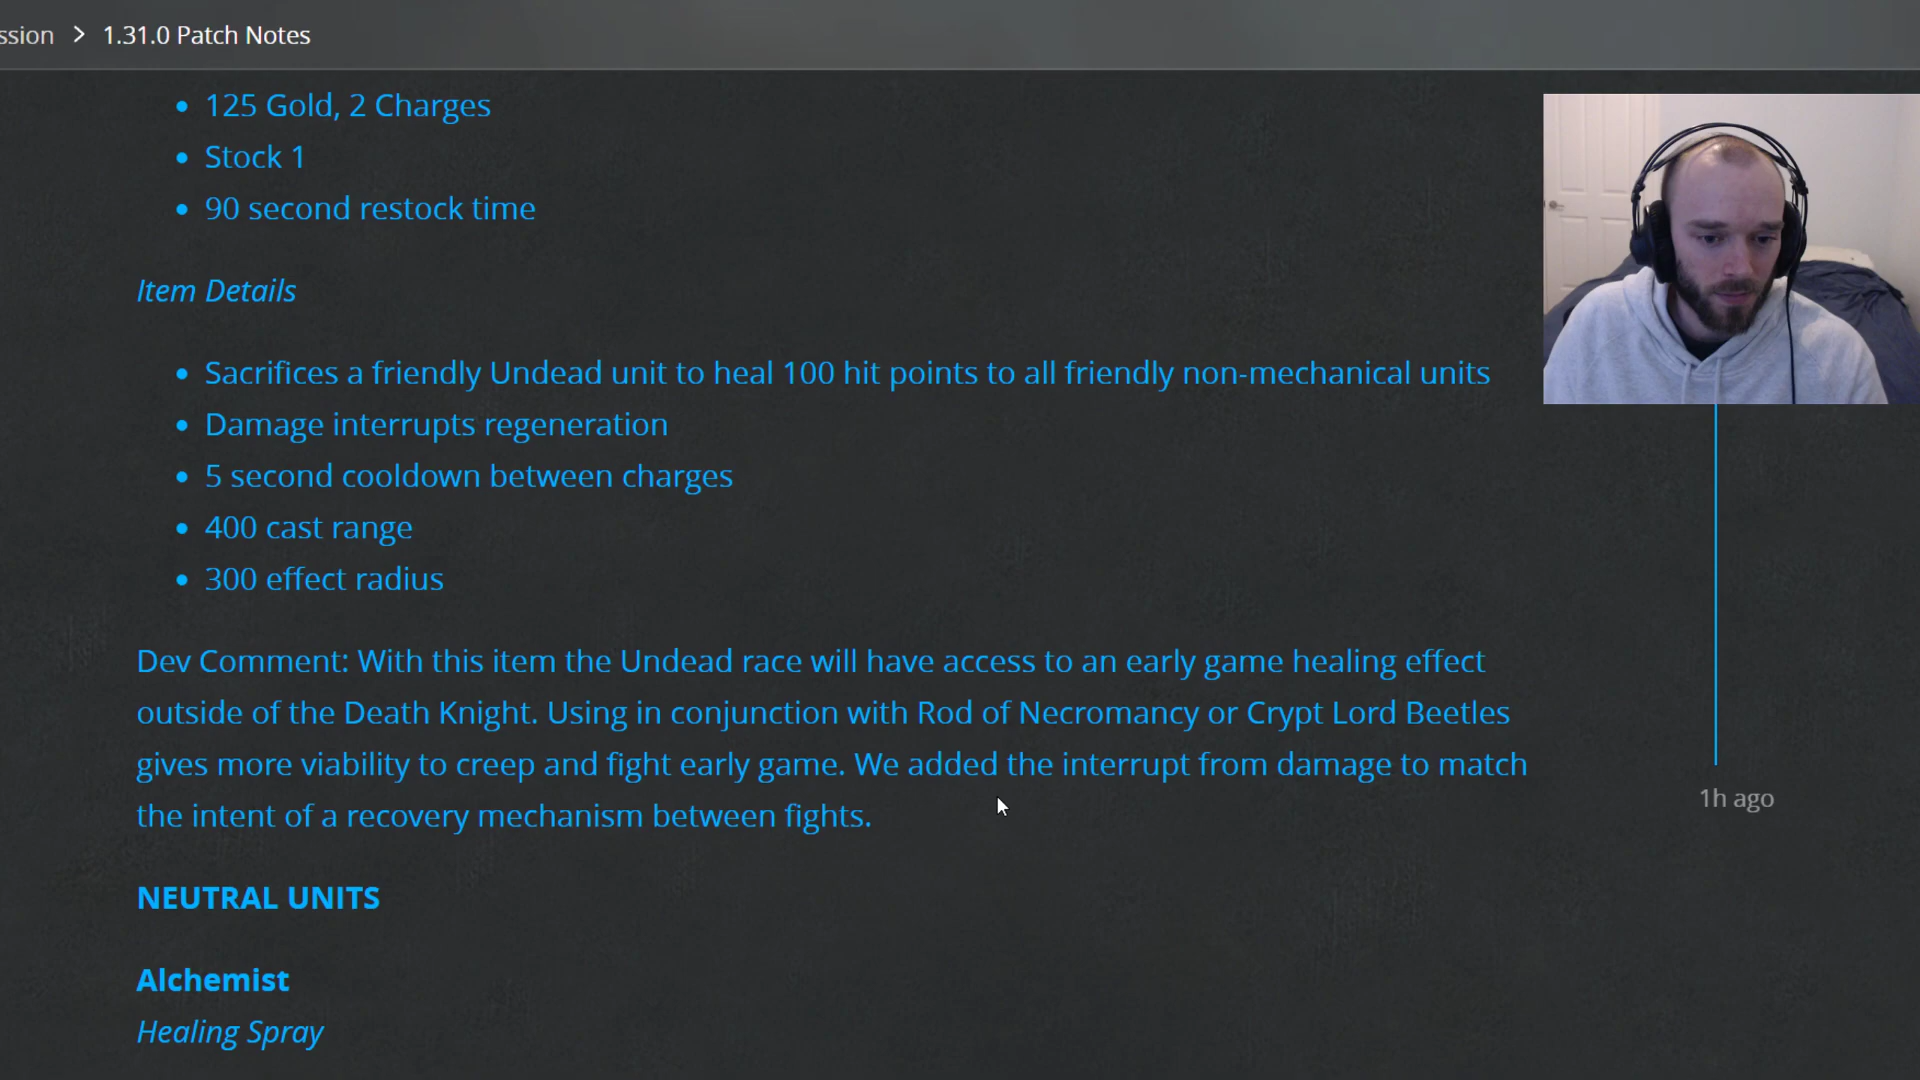 ssion > 1.31.0 Patch Notes
• 125 Gold, 2 Charges
• Stock 1
• 90 second restock time
Item Details
• Sacrifices a friendly Undead unit to heal 100 hit points to all friendly non-mechanical units
• Damage interrupts regeneration
• 5 second cooldown between charges
• 400 cast range
• 300 effect radius
Dev Comment: With this item the Undead race will have access to an early game healing effect
outside of the Death Knight. Using in conjunction with Rod of Necromancy or Crypt Lord Beetles
gives more viability to creep and fight early game. We added the interrupt from damage to match
the intent of a recovery mechanism between fights.
1h ago
NEUTRAL UNITS
Alchemist
Healing Spray